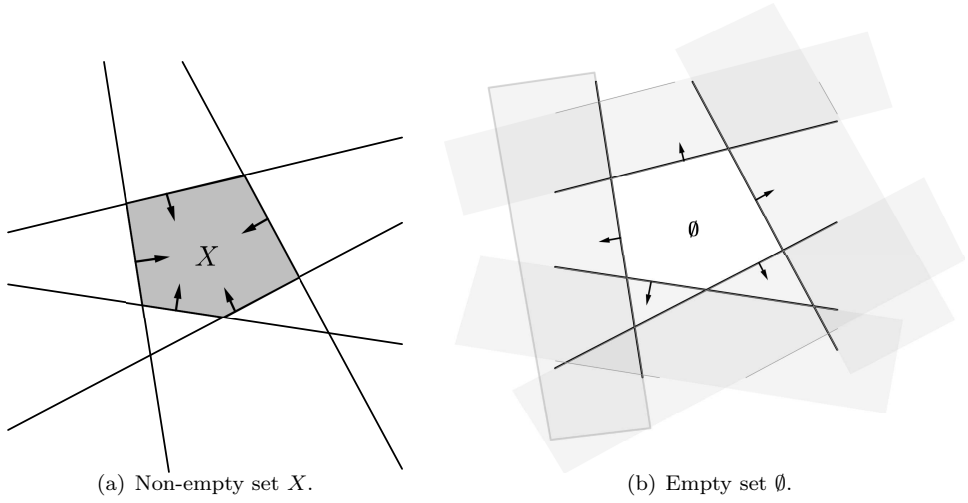 X
∅
(a) Non-empty set X.
(b) Empty set ∅.